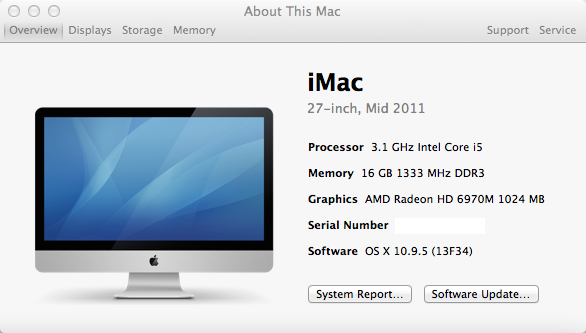 About This Mac
Overview Displays Storage Memory Support Service
iMac
27-inch, Mid 2011
Processor 3.1 GHz Intel Core i5
Memory 16 GB 1333 MHz DDR3
Graphics AMD Radeon HD 6970M 1024 MB
Serial Number
Software OS X 10.9.5 (13F34)
System Report... Software Update...